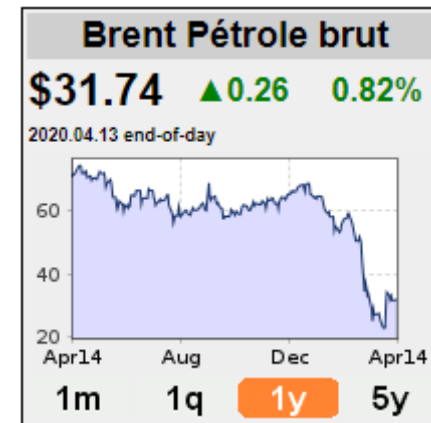 Brent Pétrole brut
$31.74 ▲0.26 0.82%
2020.04.13 end-of-day
60
40
20
Apr14 Aug Dec Apr14
1m 1q 1y 5y